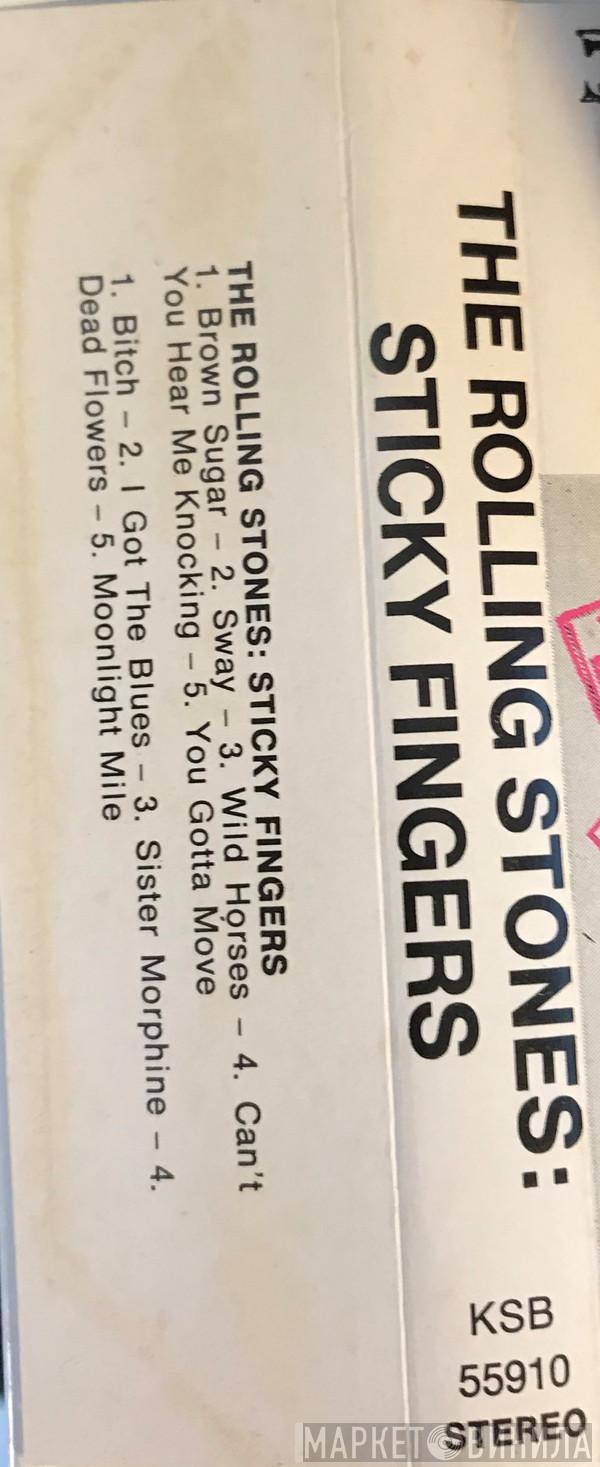 THE ROLLING STONES:
STICKY FINGERS
KSB
55910
STEREO
THE ROLLING STONES: STICKY FINGERS
1. Brown Sugar – 2. Sway – 3. Wild Horses – 4. Can't
You Hear Me Knocking – 5. You Gotta Move
1. Bitch – 2. I Got The Blues – 3. Sister Morphine – 4.
Dead Flowers – 5. Moonlight Mile
МАРКЕТ ВИНИЛА